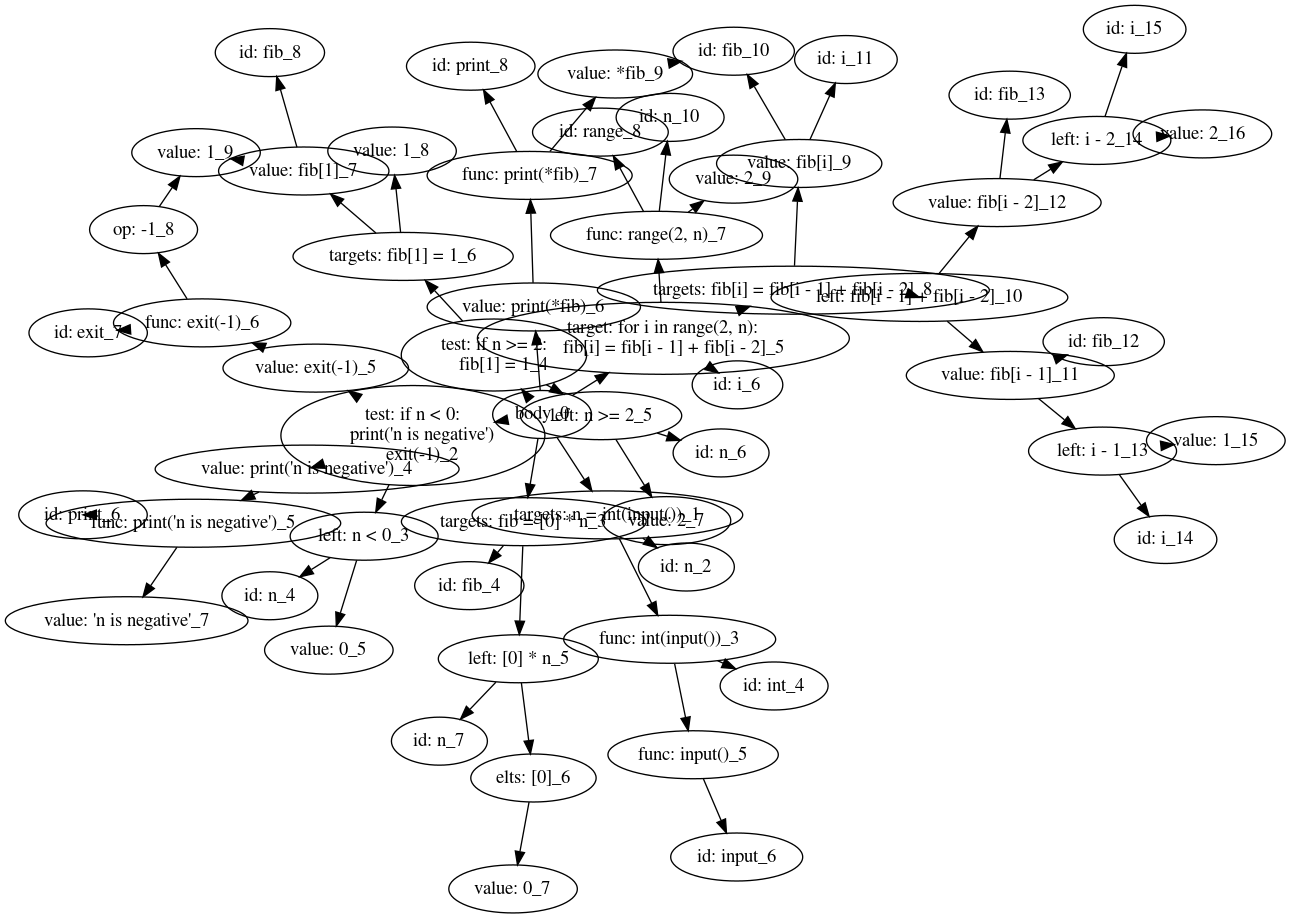 id: i_15
id: fib_8
id: fib_10
id: i_11
id: print_8
value: *fib_9
id: fib_13
id: n_10
id: range_8
value: 2_16
left: i - 2_14
value: 1_9
value: 1_8
value: fib[i]_9
value: fib[1]_7
func: print(*fib)_7
value: 2_9
value: fib[i - 2]_12
op: -1_8
func: range(2, n)_7
targets: fib[1] = 1_6
targets: fib[i] = fib[i - 1] + fib[i - 2]_8
left: fib[i - 1] + fib[i - 2]_10
value: print(*fib)_6
func: exit(-1)_6
id: exit_7
target: for i in range(2, n):
fib[i] = fib[i - 1] + fib[i - 2]_5
test: if n >= 2:
fib[1] = 1_4
id: fib_12
value: exit(-1)_5
value: fib[i - 1]_11
id: i_6
body_0
left: n >= 2_5
test: if n < 0:
print('n is negative')
exit(-1)_2
value: 1_15
left: i - 1_13
id: n_6
value: print('n is negative')_4
id: print_6
func: print('n is negative')_5
targets: fib = [0] * n_3
targets: n = int(input())_1
value: 2_7
left: n < 0_3
id: i_14
id: n_2
id: fib_4
id: n_4
value: 'n is negative'_7
func: int(input())_3
value: 0_5
left: [0] * n_5
id: int_4
id: n_7
func: input()_5
elts: [0]_6
id: input_6
value: 0_7